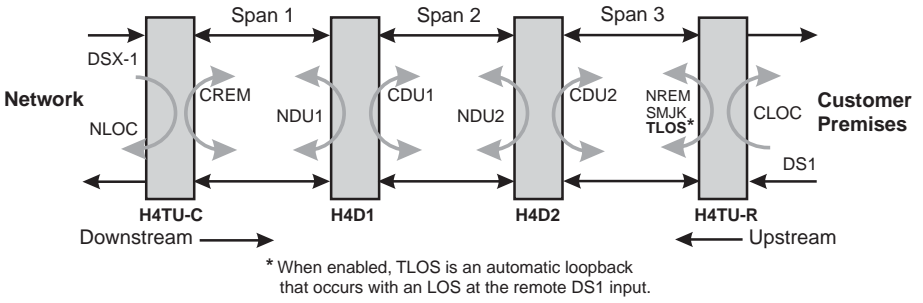 Span 1
Span 2
Span 3
DSX-1
CREM
NLOC
NDU1
CDU1
NDU2
CDU2
NREM
SMJK
TLOS*
CLOC
DS1
Network
Customer
Premises
H4TU-C
H4D1
H4D2
H4TU-R
Downstream
Upstream
* When enabled, TLOS is an automatic loopback
that occurs with an LOS at the remote DS1 input.